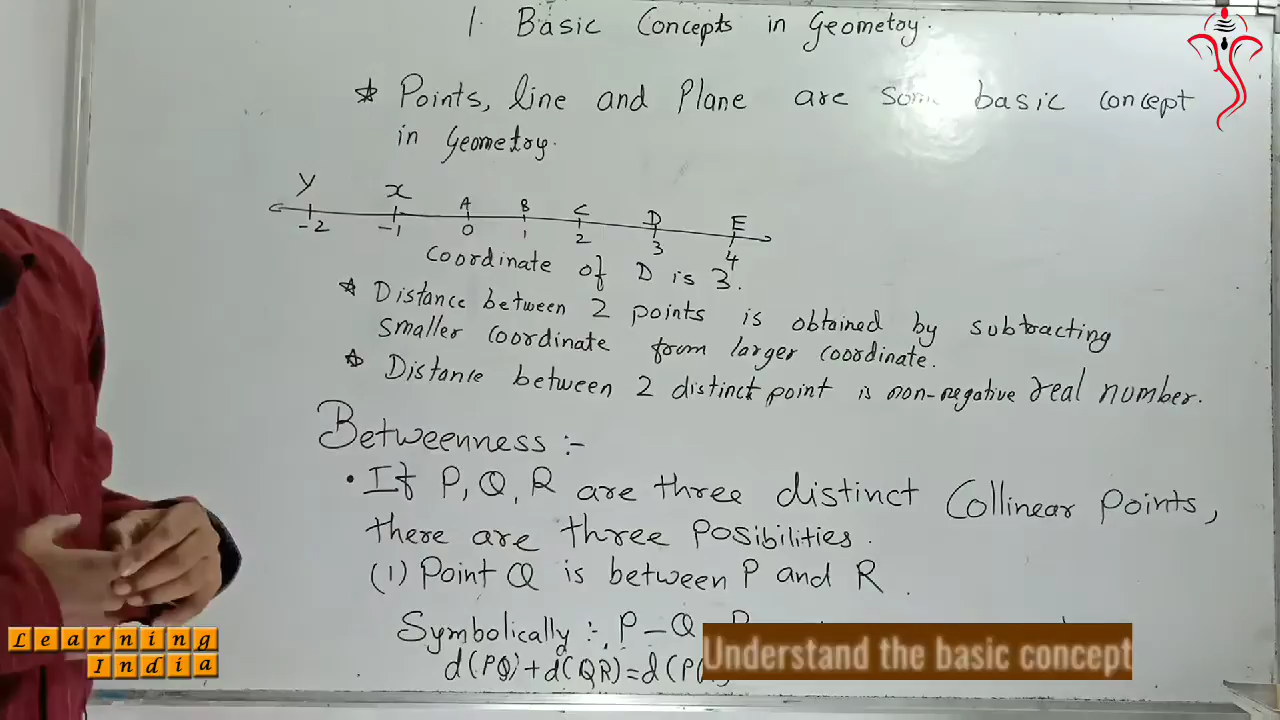 1. Basic Concepts in Geometry.
☆ Points, line and Plane are som basic concept
in Geometry.
Y x A B C D E
-2 -1 0 1 2 3 4
Coordinate of D is 3.
☆ Distance between 2 points is obtained by subtracting
smaller coordinate from larger coordinate.
☆ Distance between 2 distinct point is non-negative real number.
Betweenness :-
• If P, Q, R are three distinct Collinear points,
there are three posibilities.
(1) Point Q is between P and R.
Symbolically :- P – Q
d(PQ)+d(QR)=d(P
Learning
India
Understand the basic concept